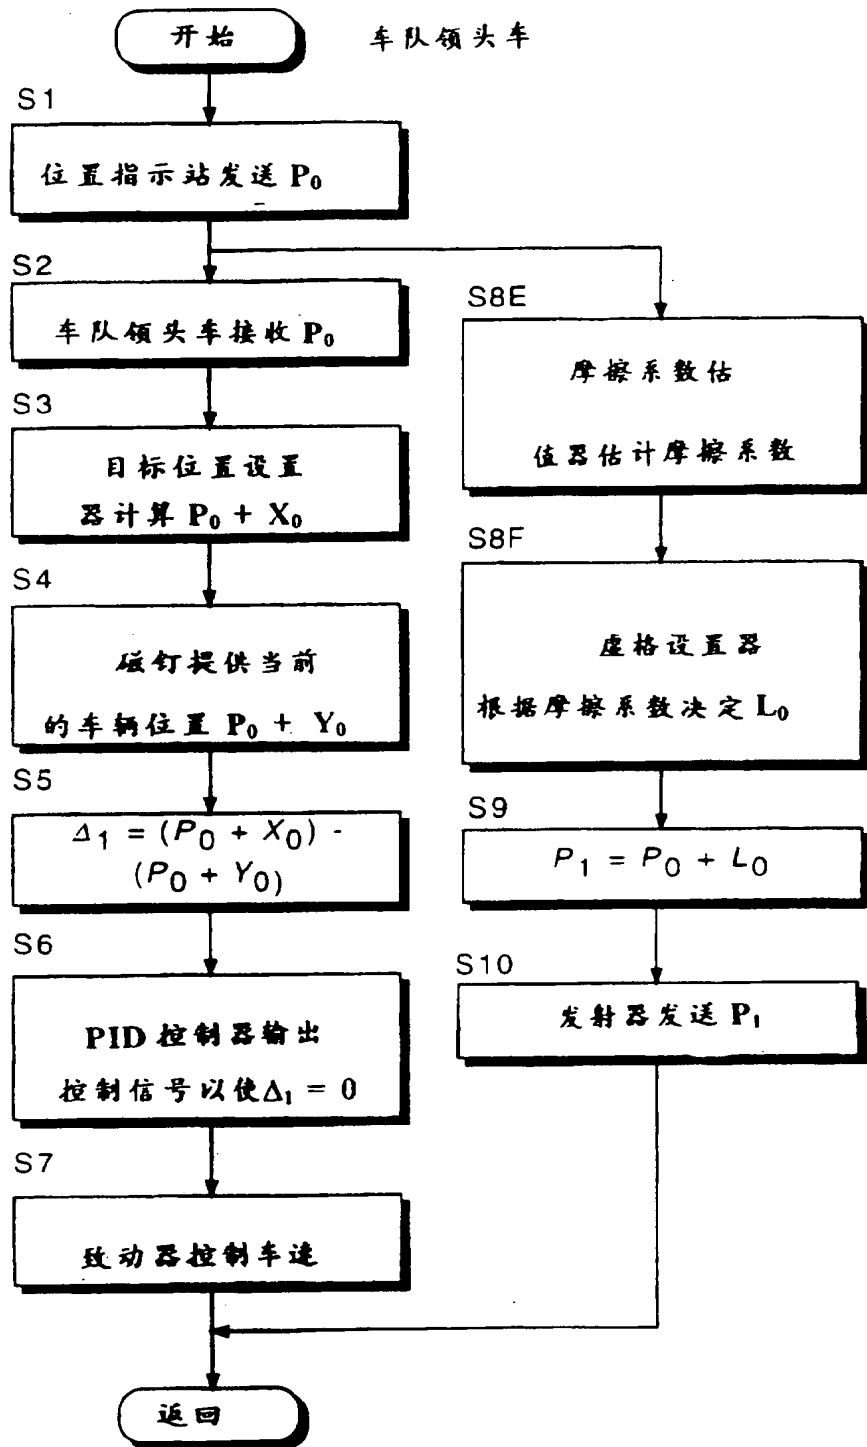 开始
车队领头车
S1
位置指示站发送 P₀
S2
车队领头车接收 P₀
S3
目标位置设置
器计算 P₀ + X₀
S4
磁钉提供当前
的车辆位置 P₀ + Y₀
S5
Δ₁ = (P₀ + X₀) -
(P₀ + Y₀)
S6
PID 控制器输出
控制信号以使Δ₁ = 0
S7
致动器控制车速
S8E
摩擦系数估
值器估计摩擦系数
S8F
虚格设置器
根据摩擦系数决定 L₀
S9
P₁ = P₀ + L₀
S10
发射器发送 P₁
返回